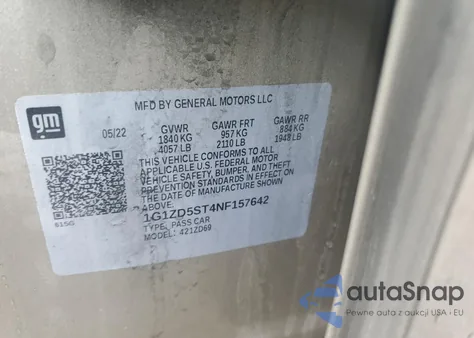 MFD BY GENERAL MOTORS LLC
gm
05/22 GVWR GAWR FRT GAWR RR
1840 KG 957 KG 884 KG
4057 LB 2110 LB 1948 LB
THIS VEHICLE CONFORMS TO ALL
APPLICABLE U.S. FEDERAL MOTOR
VEHICLE SAFETY, BUMPER, AND THEFT
PREVENTION STANDARDS IN EFFECT ON
THE DATE OF MANUFACTURE SHOWN
ABOVE.
1G1ZD5ST4NF157642
TYPE: PASS CAR
MODEL: 421ZD69
615G
autoSnap
Pewne auta z aukcji USA i EU